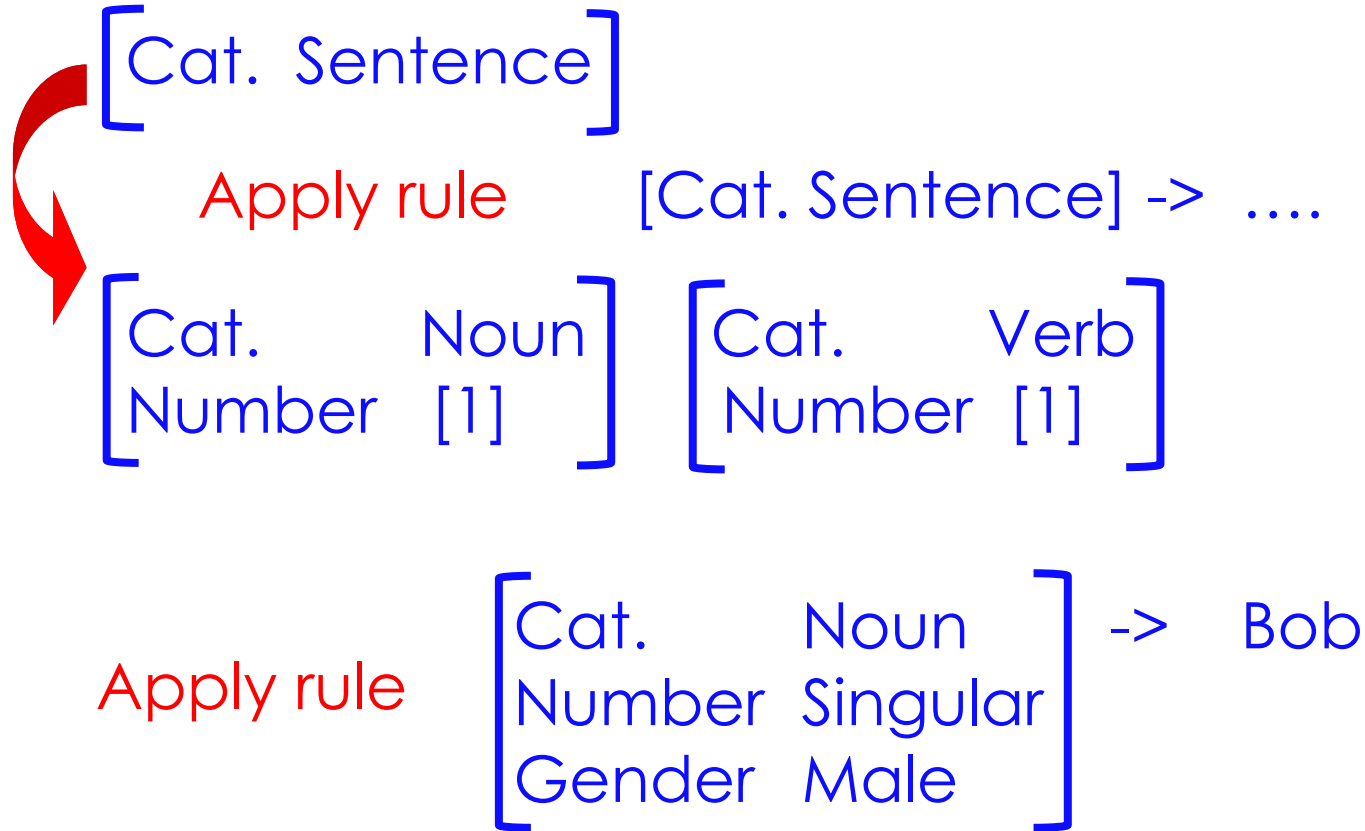 Cat. Sentence
Apply rule [Cat. Sentence] -> ....
Cat. Noun Cat. Verb
Number [1] Number [1]
Cat. Noun -> Bob
Apply rule Number Singular
Gender Male